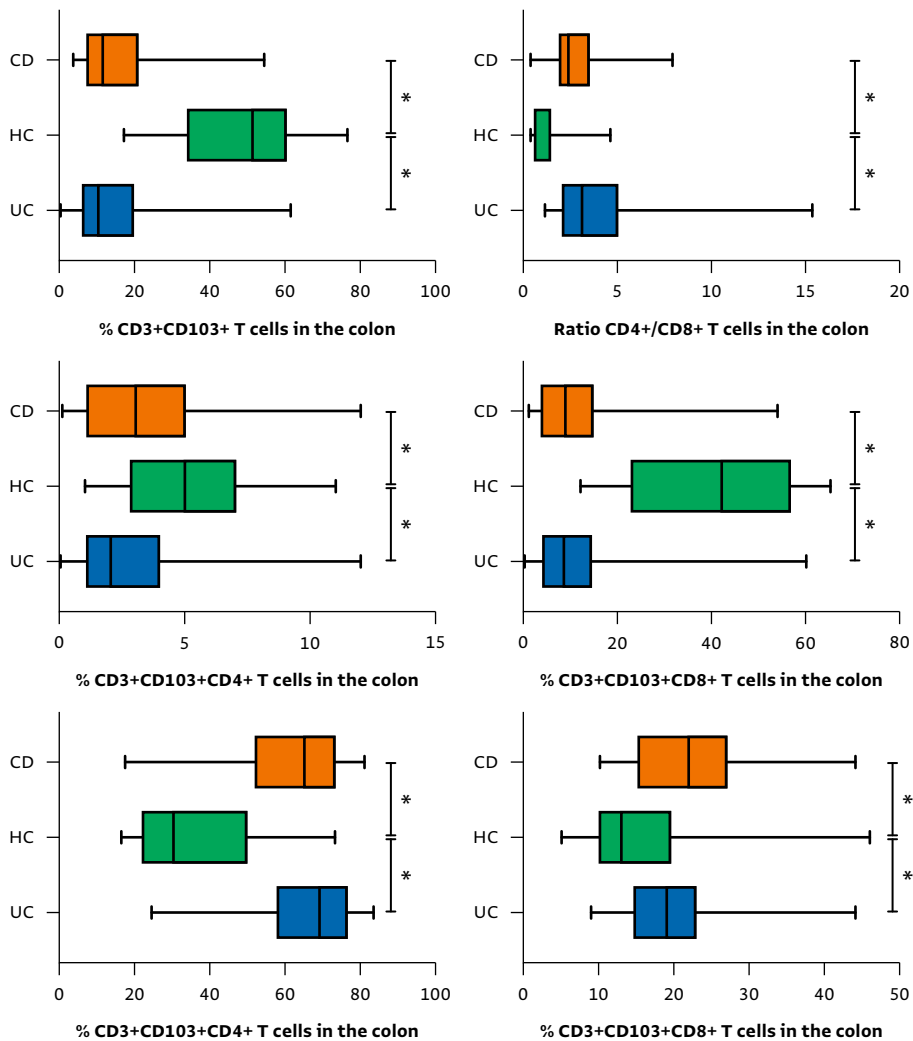 CD
*
HC
*
UC
0 20 40 60 80 100
% CD3+CD103+ T cells in the colon
CD
*
HC
*
UC
0 5 10 15 20
Ratio CD4+/CD8+ T cells in the colon
CD
*
HC
*
UC
0 5 10 15
% CD3+CD103+CD4+ T cells in the colon
CD
*
HC
*
UC
0 20 40 60 80
% CD3+CD103+CD8+ T cells in the colon
CD
*
HC
*
UC
0 20 40 60 80 100
% CD3+CD103+CD4+ T cells in the colon
CD
*
HC
*
UC
0 10 20 30 40 50
% CD3+CD103+CD8+ T cells in the colon